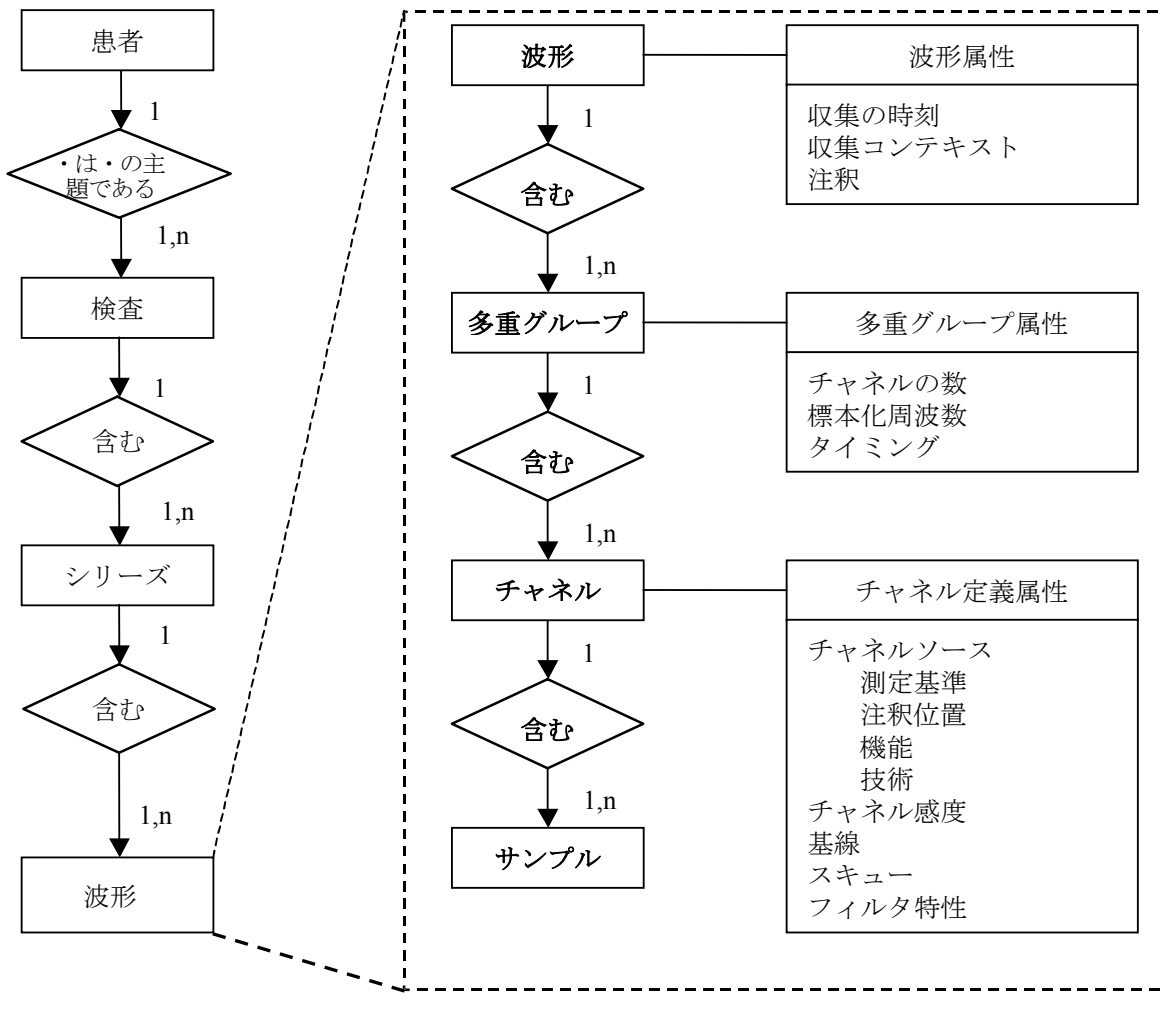 患者
1
・は・の主
題である
1,n
検査
1
含む
1,n
シリーズ
1
含む
1,n
波形
波形
1
含む
1,n
多重グループ
1
含む
1,n
チャネル
1
含む
1,n
サンプル
波形属性
収集の時刻
収集コンテキスト
注釈
多重グループ属性
チャネルの数
標本化周波数
タイミング
チャネル定義属性
チャネルソース
測定基準
注釈位置
機能
技術
チャネル感度
基線
スキュー
フィルタ特性